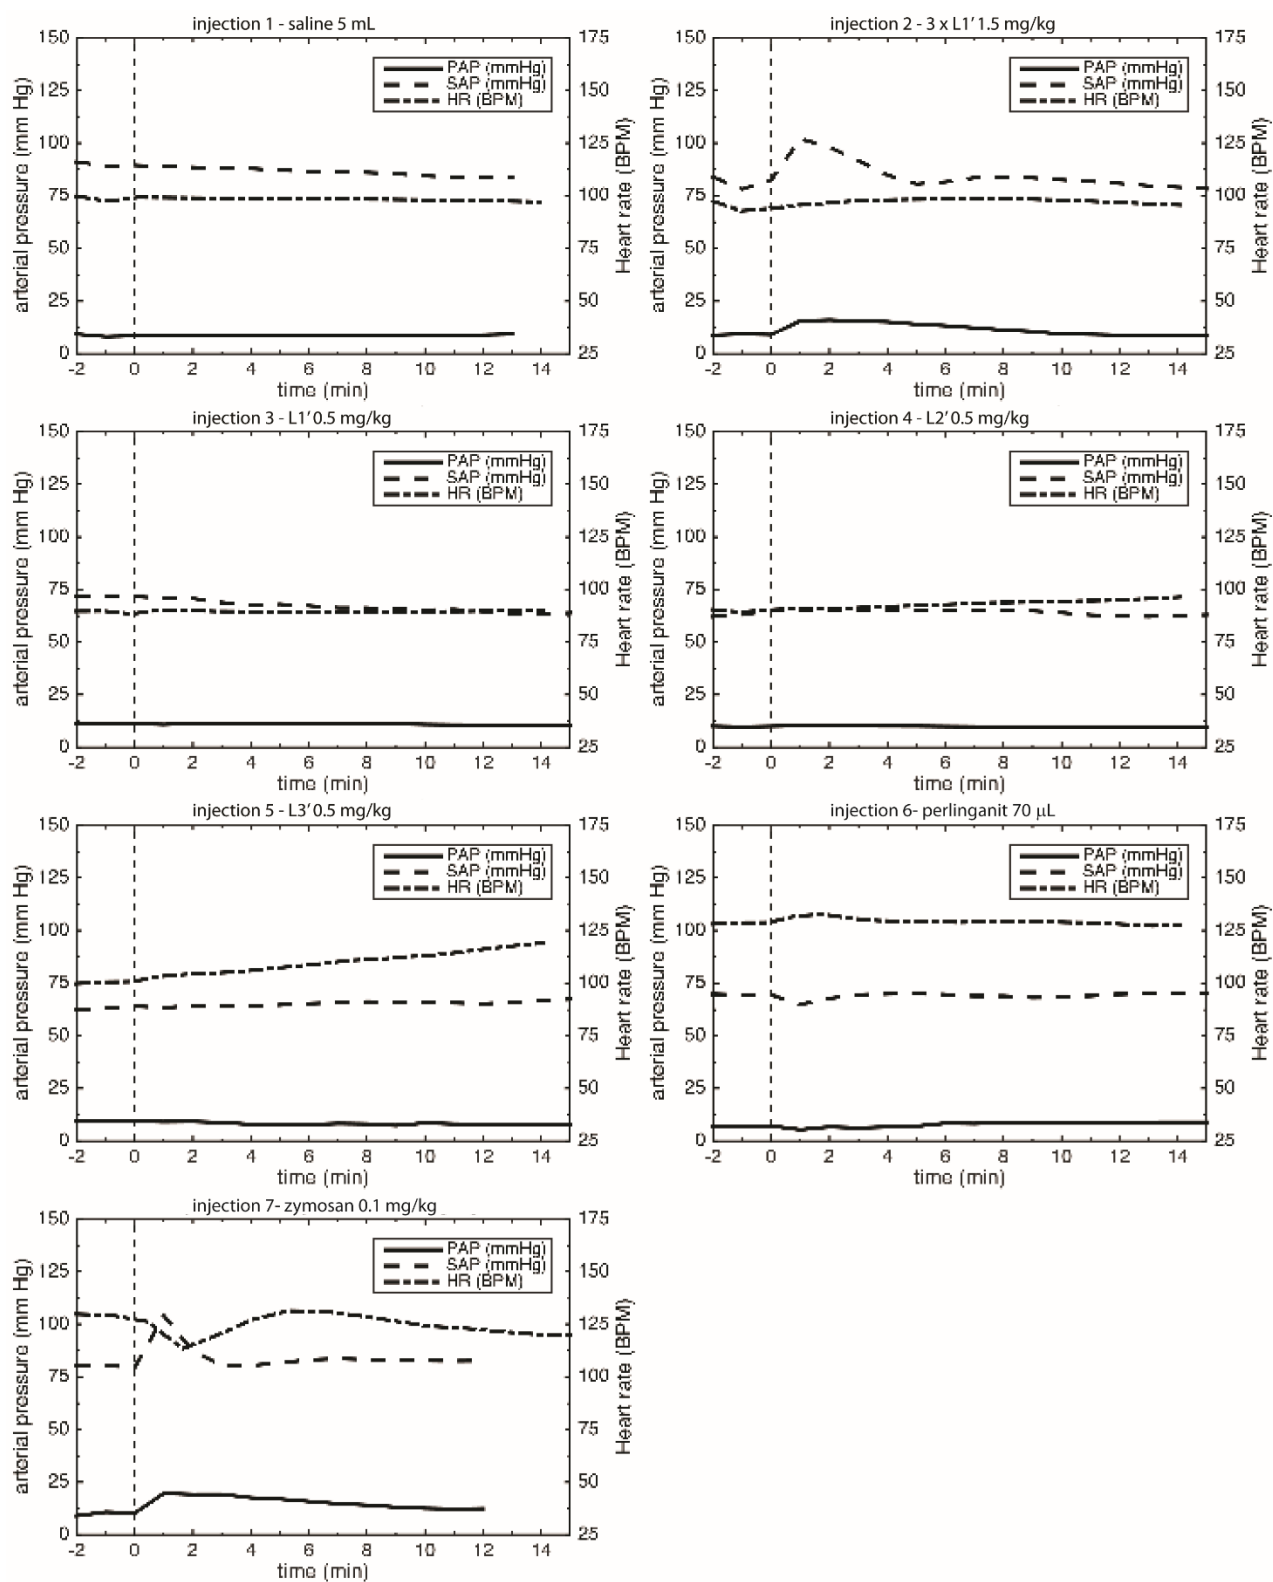 injection 1 - saline 5 mL
150
125
100
75
50
25
0
arterial pressure (mm Hg)
PAP (mmHg)
SAP (mmHg)
HR (BPM)
175
150
125
100
75
50
25
Heart rate (BPM)
-2 0 2 4 6 8 10 12 14
time (min)
injection 2 - 3 x L1' 1.5 mg/kg
150
125
100
75
50
25
0
arterial pressure (mm Hg)
PAP (mmHg)
SAP (mmHg)
HR (BPM)
175
150
125
100
75
50
25
Heart rate (BPM)
-2 0 2 4 6 8 10 12 14
time (min)
injection 3 - L1' 0.5 mg/kg
150
125
100
75
50
25
0
arterial pressure (mm Hg)
PAP (mmHg)
SAP (mmHg)
HR (BPM)
175
150
125
100
75
50
25
Heart rate (BPM)
-2 0 2 4 6 8 10 12 14
time (min)
injection 4 - L2' 0.5 mg/kg
150
125
100
75
50
25
0
arterial pressure (mm Hg)
PAP (mmHg)
SAP (mmHg)
HR (BPM)
175
150
125
100
75
50
25
Heart rate (BPM)
-2 0 2 4 6 8 10 12 14
time (min)
injection 5 - L3' 0.5 mg/kg
150
125
100
75
50
25
0
arterial pressure (mm Hg)
PAP (mmHg)
SAP (mmHg)
HR (BPM)
175
150
125
100
75
50
25
Heart rate (BPM)
-2 0 2 4 6 8 10 12 14
time (min)
injection 6- perlinganit 70 μL
150
125
100
75
50
25
0
arterial pressure (mm Hg)
PAP (mmHg)
SAP (mmHg)
HR (BPM)
175
150
125
100
75
50
25
Heart rate (BPM)
-2 0 2 4 6 8 10 12 14
time (min)
injection 7- zymosan 0.1 mg/kg
150
125
100
75
50
25
0
arterial pressure (mm Hg)
PAP (mmHg)
SAP (mmHg)
HR (BPM)
175
150
125
100
75
50
25
Heart rate (BPM)
-2 0 2 4 6 8 10 12 14
time (min)